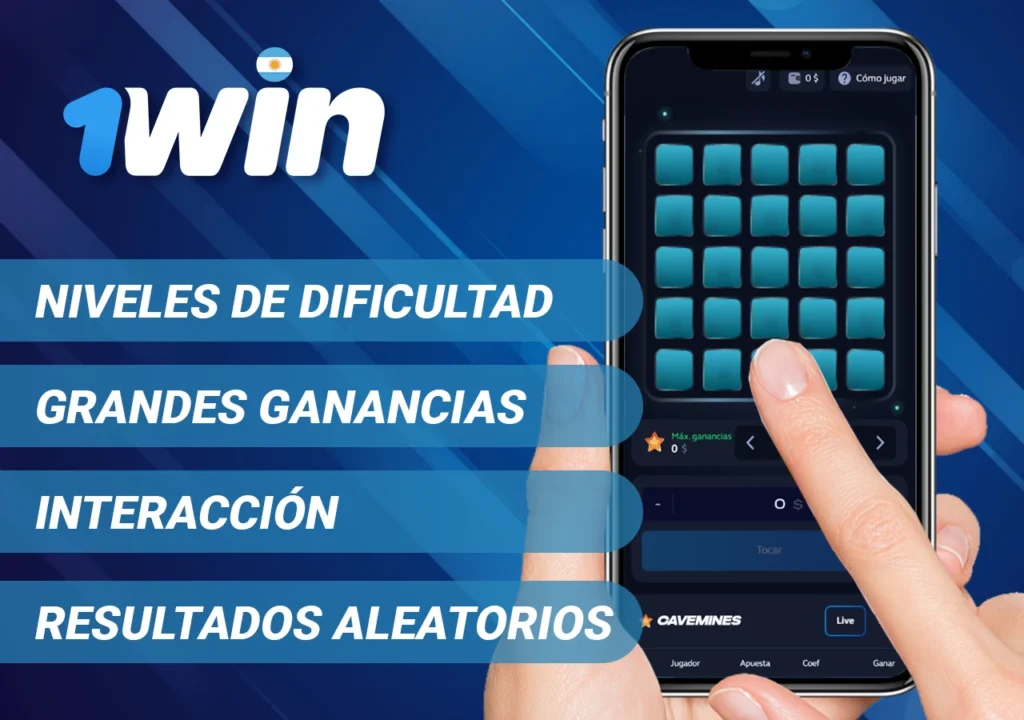 1win
NIVELES DE DIFICULTAD
GRANDES GANANCIAS
INTERACCIÓN
RESULTADOS ALEATORIOS
0 $ ? Cómo jugar
Máx. ganancias
0 $
- 0 $
Tocar
CAVEMINES Live
Jugador Apuesta Coef Ganar